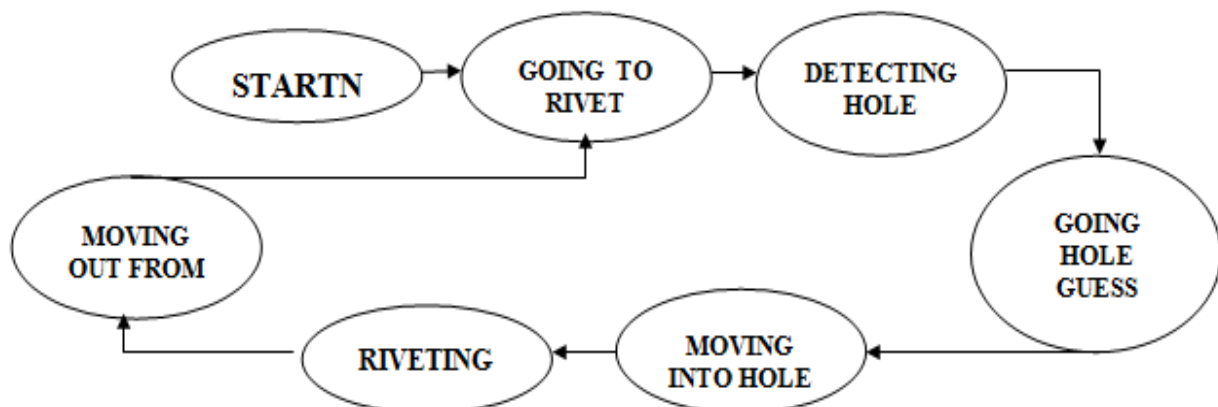 STARTN
GOING TO
RIVET
DETECTING
HOLE
GOING
HOLE
GUESS
MOVING
INTO HOLE
RIVETING
MOVING
OUT FROM